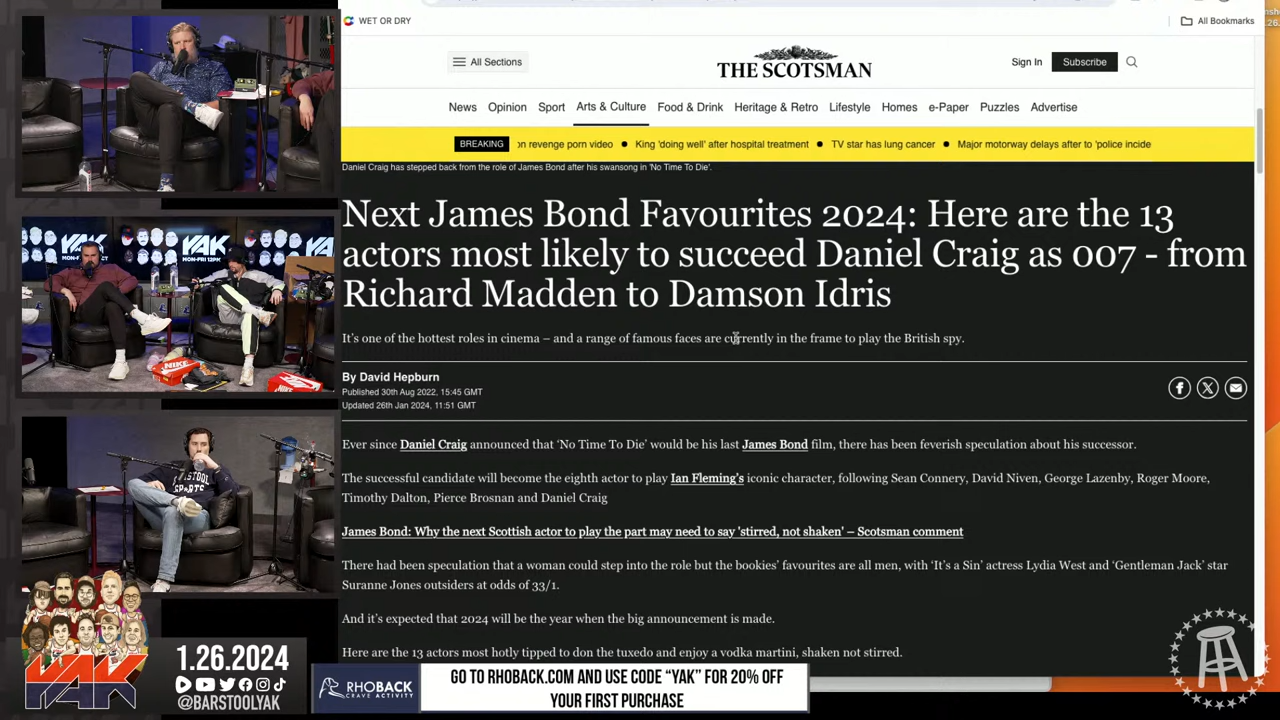 WET OR DRY
All Bookmarks
All Sections
THE SCOTSMAN
Sign In
Subscribe
News Opinion Sport Arts & Culture Food & Drink Heritage & Retro Lifestyle Homes e-Paper Puzzles Advertise
BREAKING on revenge porn video • King 'doing well' after hospital treatment • TV star has lung cancer • Major motorway delays after to 'police incide
Daniel Craig has stepped back from the role of James Bond after his swansong in 'No Time To Die'.
Next James Bond Favourites 2024: Here are the 13
actors most likely to succeed Daniel Craig as 007 - from
Richard Madden to Damson Idris
It's one of the hottest roles in cinema – and a range of famous faces are currently in the frame to play the British spy.
By David Hepburn
Published 30th Aug 2022, 15:45 GMT
Updated 26th Jan 2024, 11:51 GMT
Ever since Daniel Craig announced that 'No Time To Die' would be his last James Bond film, there has been feverish speculation about his successor.
The successful candidate will become the eighth actor to play Ian Fleming's iconic character, following Sean Connery, David Niven, George Lazenby, Roger Moore,
Timothy Dalton, Pierce Brosnan and Daniel Craig
James Bond: Why the next Scottish actor to play the part may need to say 'stirred, not shaken' – Scotsman comment
There had been speculation that a woman could step into the role but the bookies' favourites are all men, with 'It's a Sin' actress Lydia West and 'Gentleman Jack' star
Suranne Jones outsiders at odds of 33/1.
And it's expected that 2024 will be the year when the big announcement is made.
Here are the 13 actors most hotly tipped to don the tuxedo and enjoy a vodka martini, shaken not stirred.
YAK
MON-FRI 12PM
YAK
NIKE
NIKE
SPORTS
YAK
1.26.2024
@BARSTOOLYAK
RHOBACK
CRAVE ACTIVITY
GO TO RHOBACK.COM AND USE CODE "YAK" FOR 20% OFF
YOUR FIRST PURCHASE